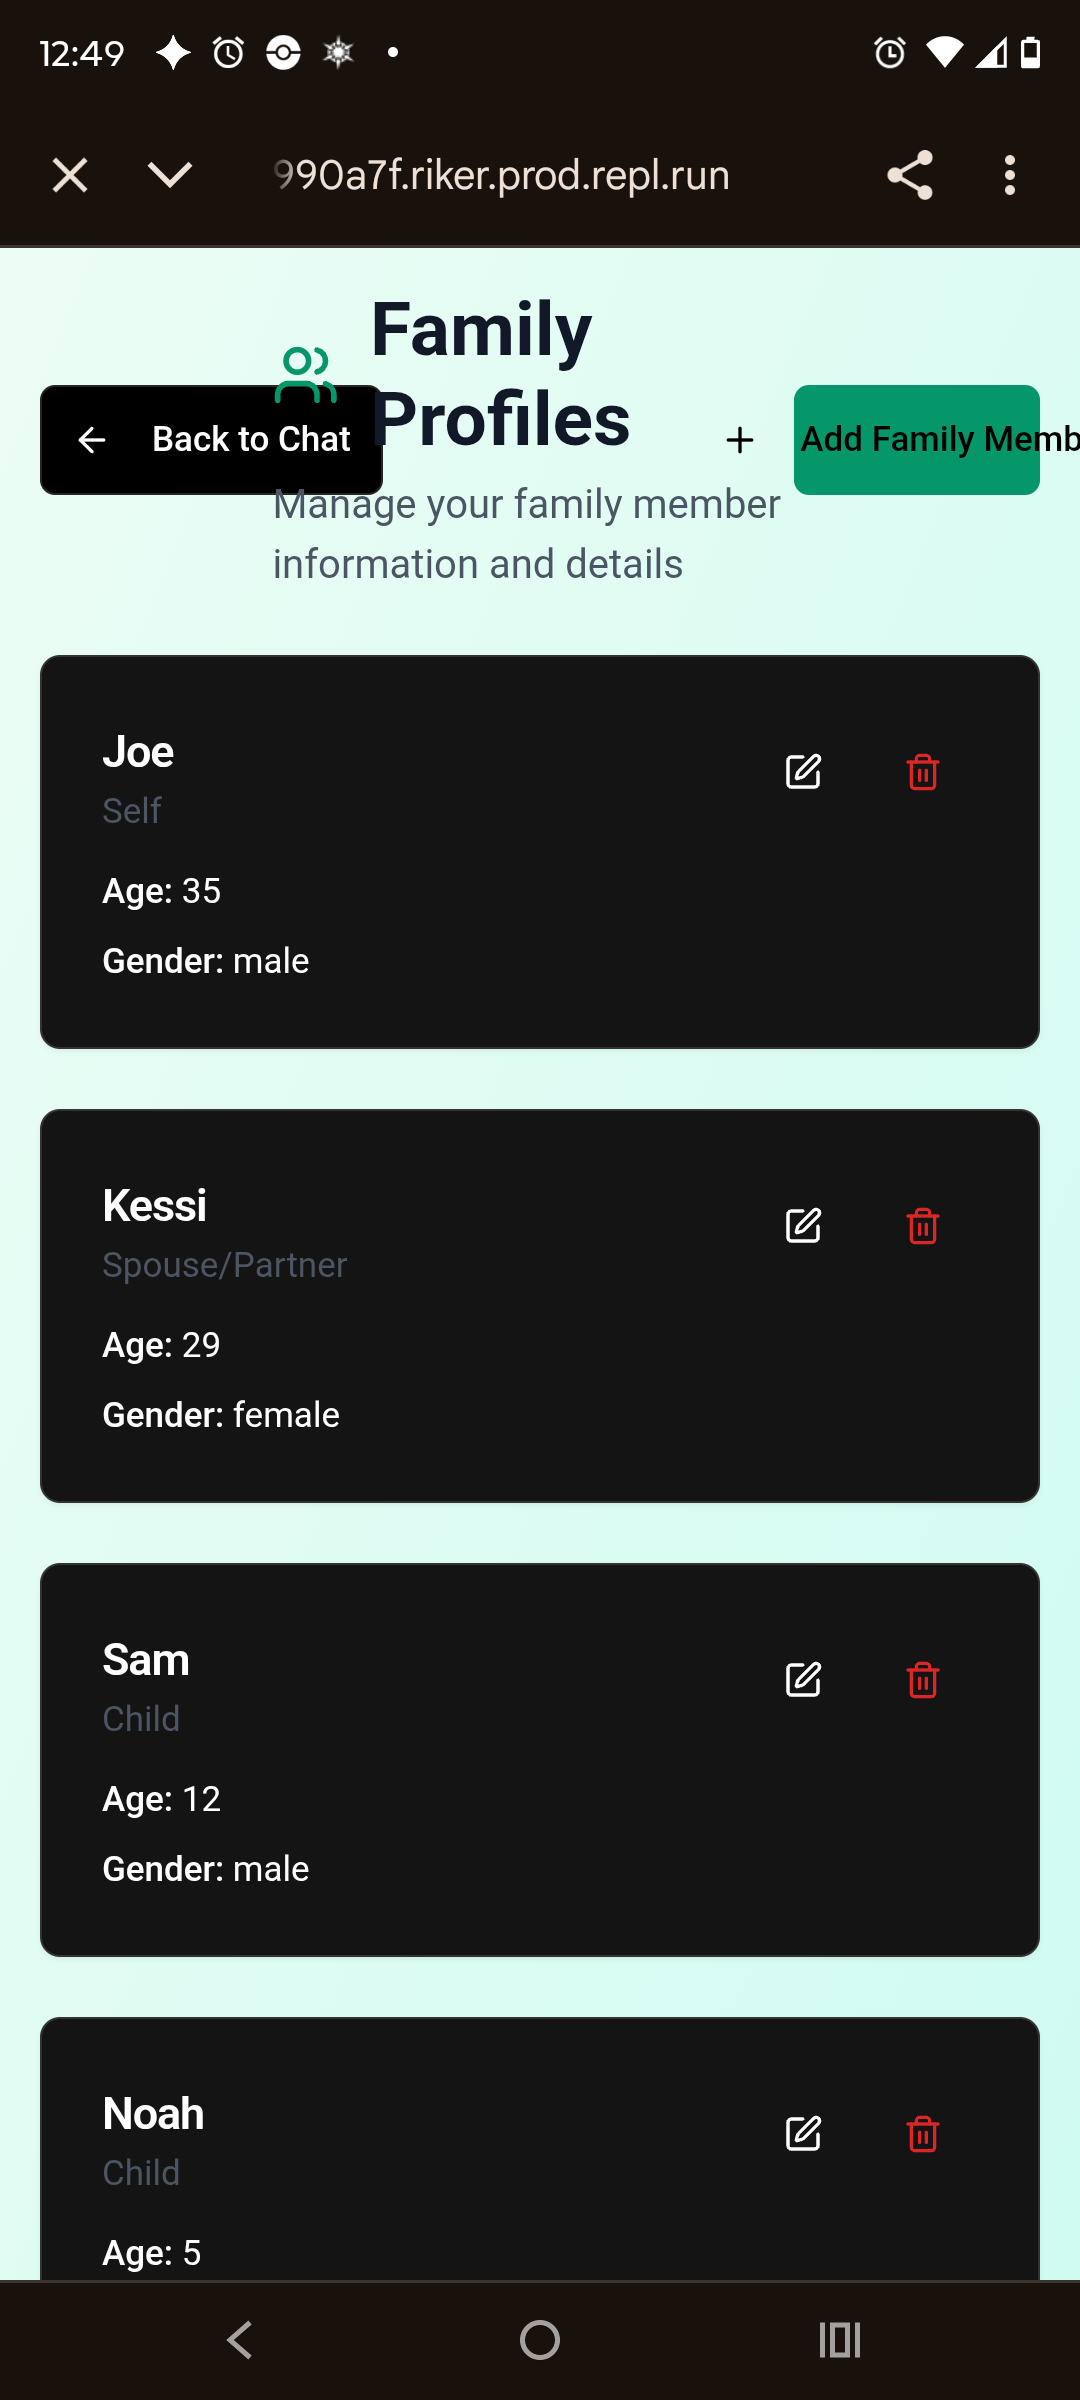 12:49
990a7f.riker.prod.repl.run
Family
Profiles
Back to Chat
Add Family Memb
Manage your family member
information and details
Joe
Self
Age: 35
Gender: male
Kessi
Spouse/Partner
Age: 29
Gender: female
Sam
Child
Age: 12
Gender: male
Noah
Child
Age: 5